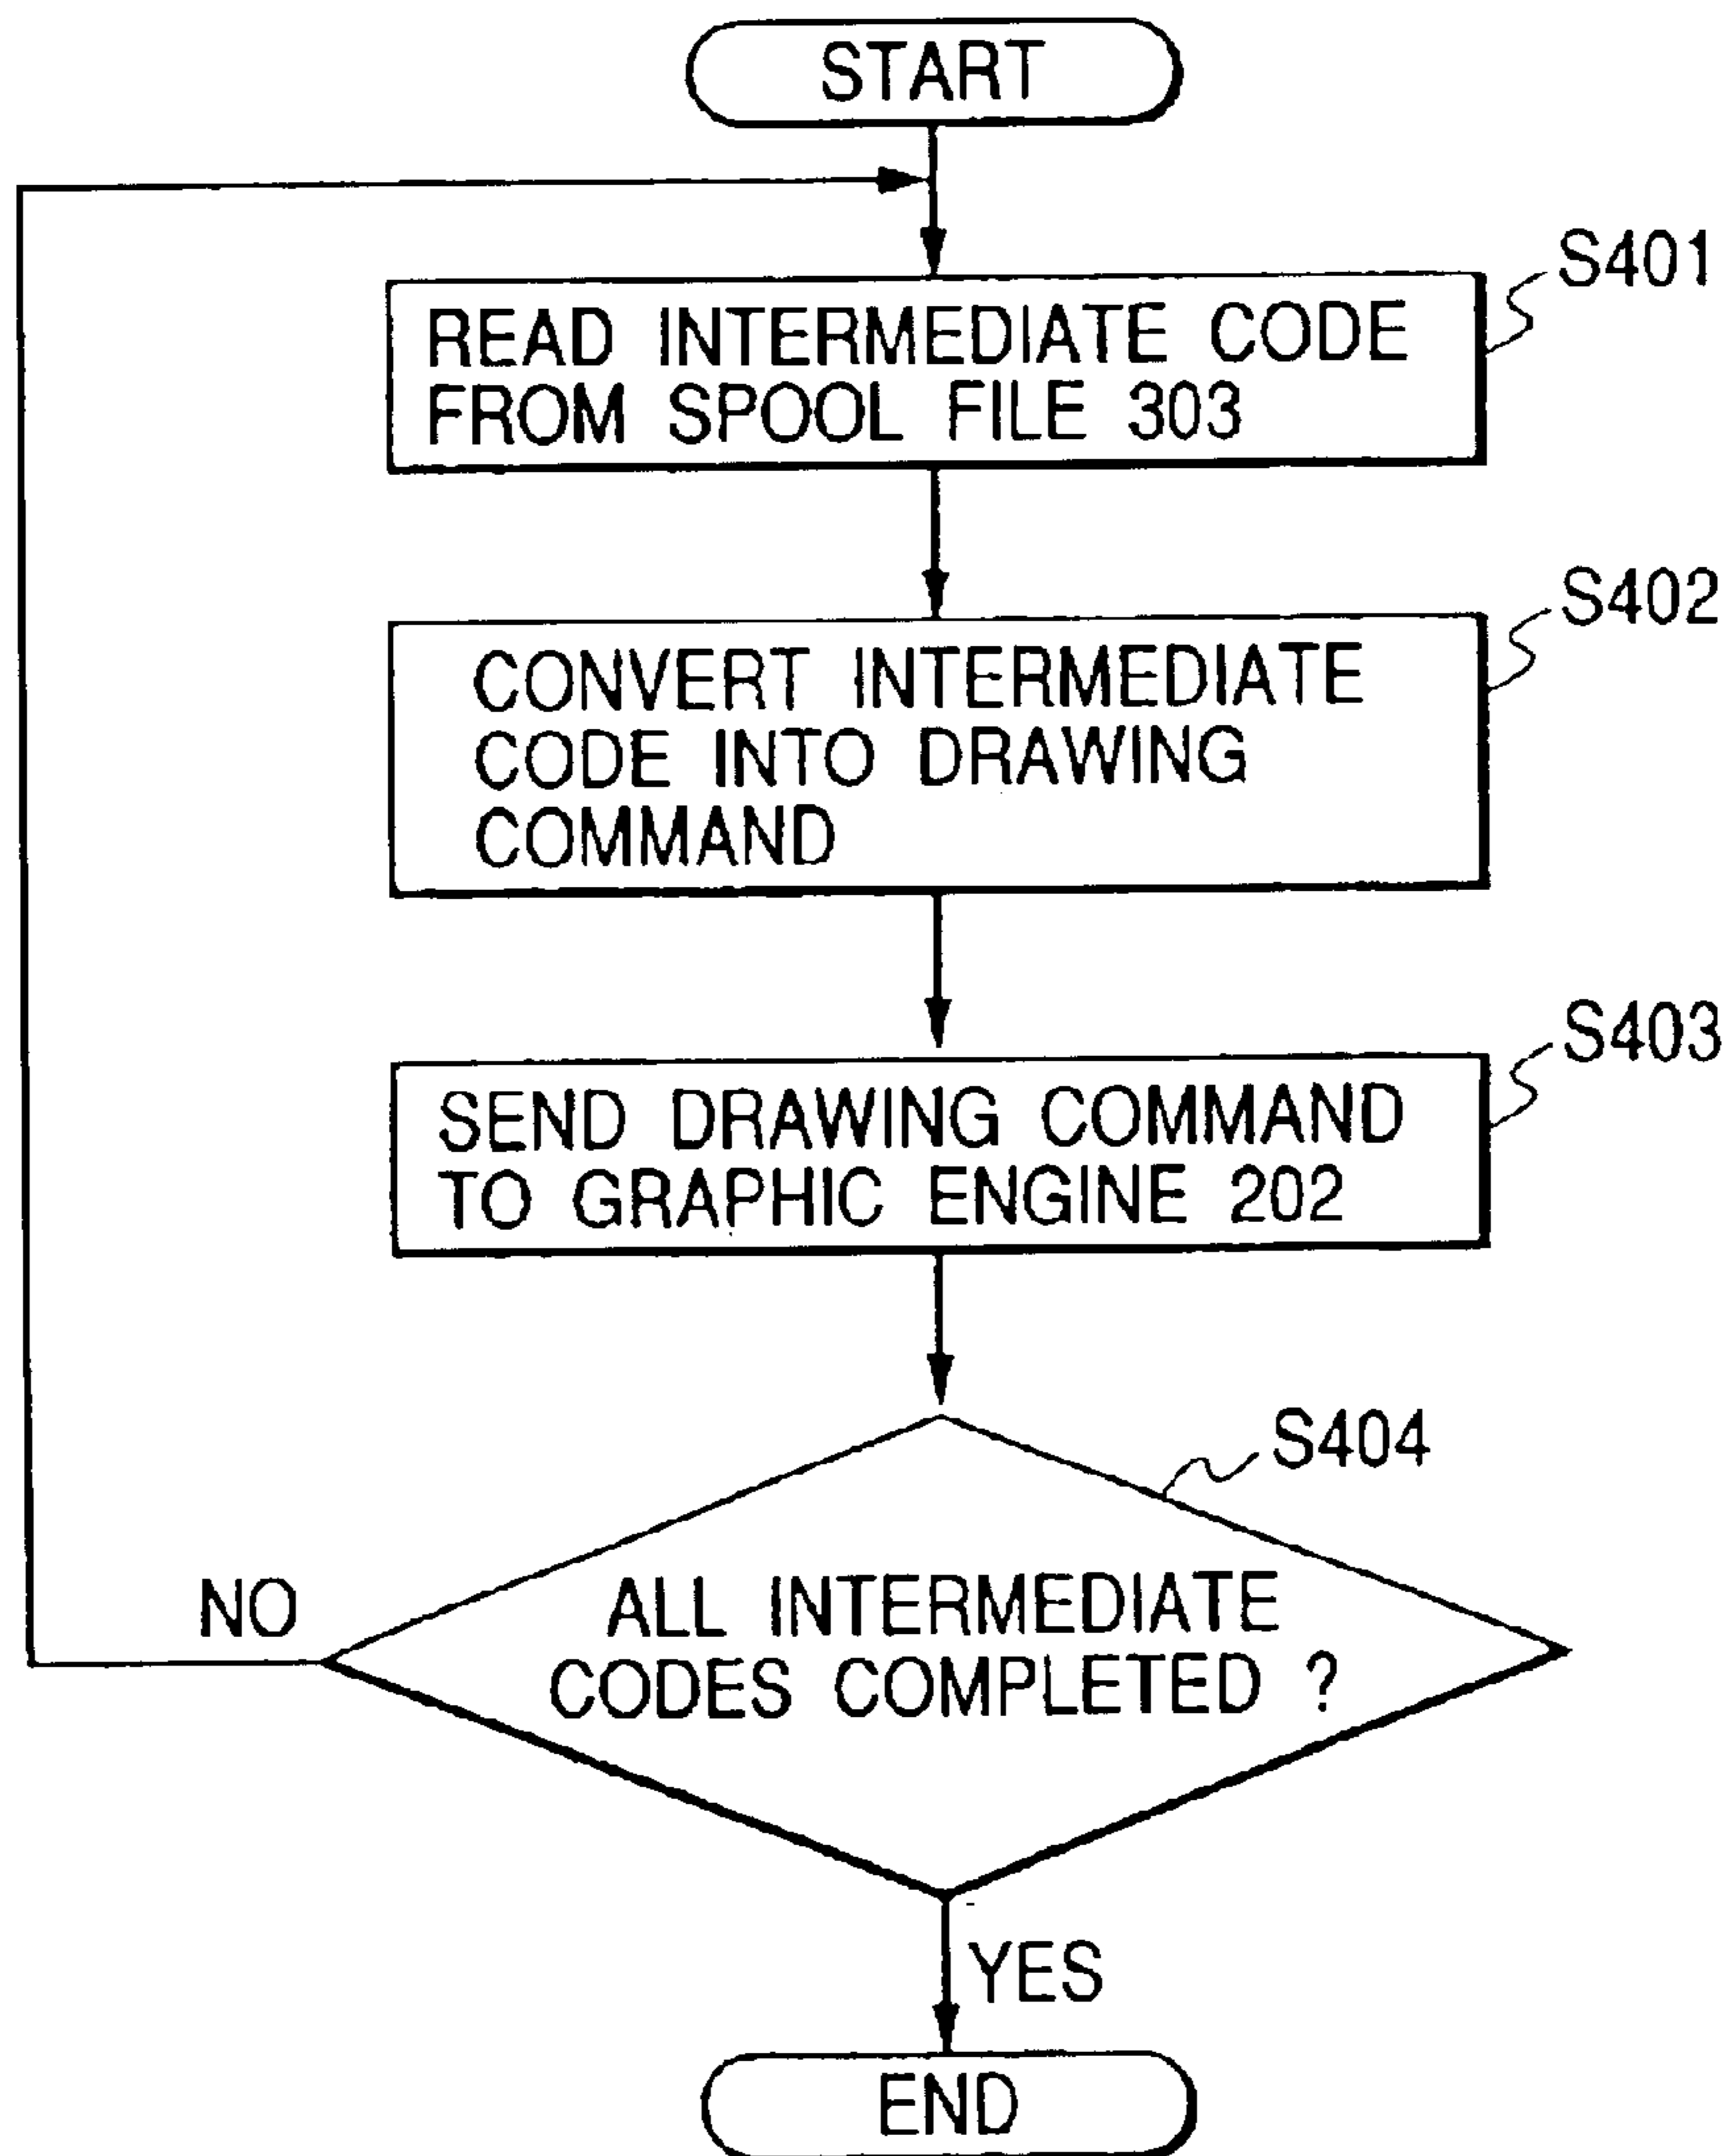 START
S401
READ INTERMEDIATE CODE
FROM SPOOL FILE 303
S402
CONVERT INTERMEDIATE
CODE INTO DRAWING
COMMAND
S403
SEND DRAWING COMMAND
TO GRAPHIC ENGINE 202
S404
NO
ALL INTERMEDIATE
CODES COMPLETED ?
YES
END